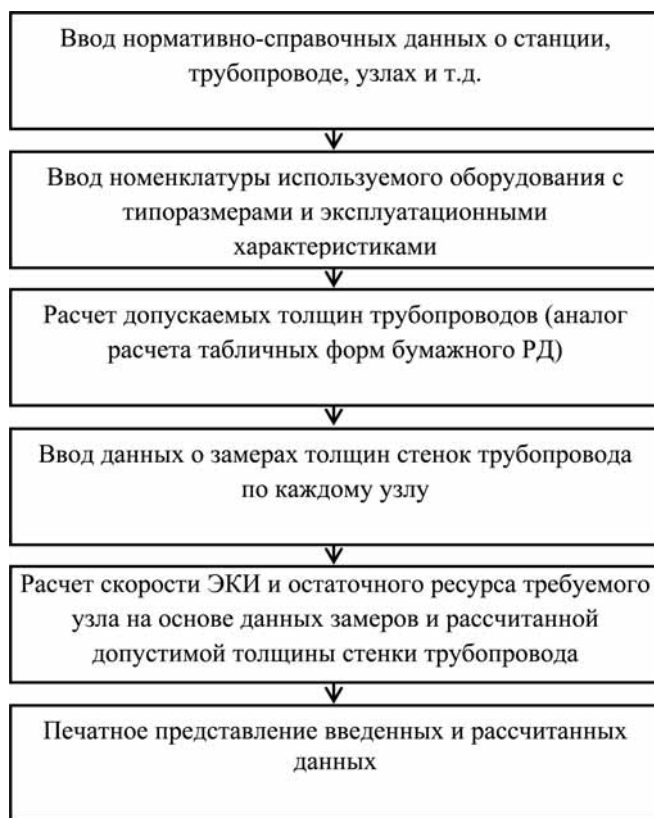 Ввод нормативно-справочных данных о станции,
трубопроводе, узлах и т.д.
Ввод номенклатуры используемого оборудования с
типоразмерами и эксплуатационными
характеристиками
Расчет допускаемых толщин трубопроводов (аналог
расчета табличных форм бумажного РД)
Ввод данных о замерах толщин стенок трубопровода
по каждому узлу
Расчет скорости ЭКИ и остаточного ресурса требуемого
узла на основе данных замеров и рассчитанной
допустимой толщины стенки трубопровода
Печатное представление введенных и рассчитанных
данных